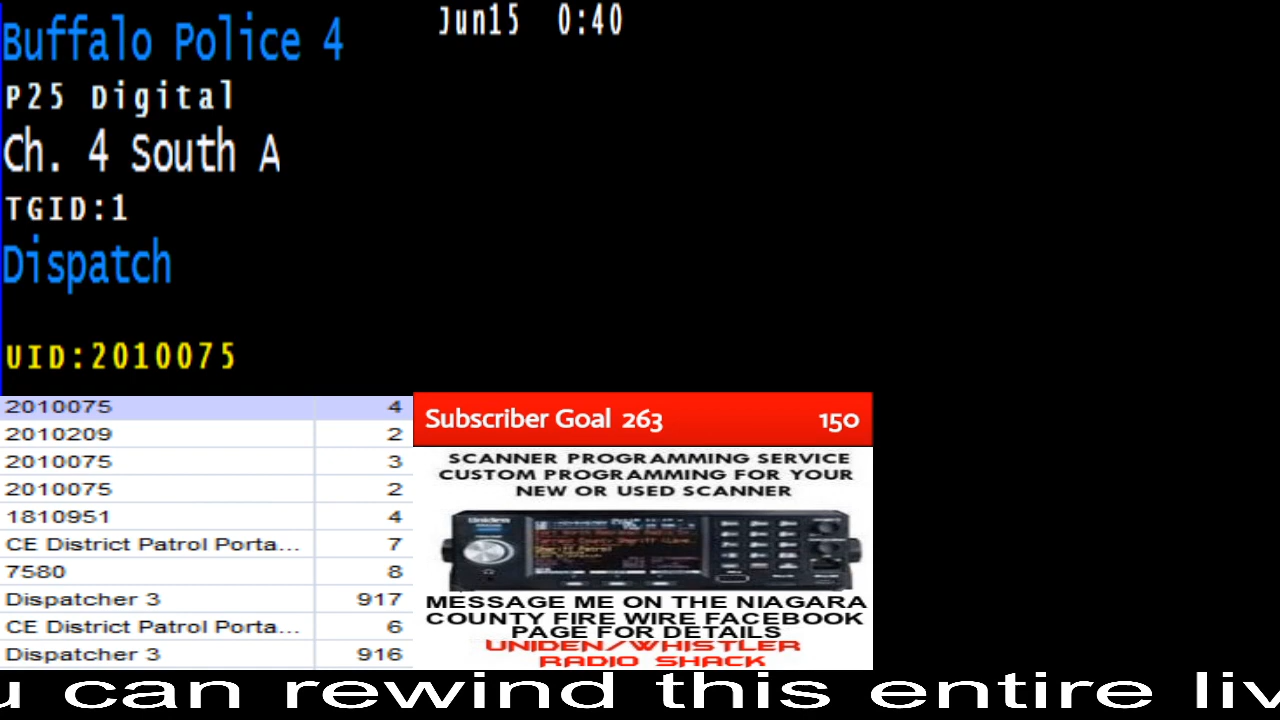 Buffalo Police 4
Jun15 0:40
P25 Digital
Ch. 4 South A
TGID:1
Dispatch
UID:2010075
2010075 4
2010209 2
2010075 3
2010075 2
1810951 4
CE District Patrol Porta... 7
7580 8
Dispatcher 3 917
CE District Patrol Porta... 6
Dispatcher 3 916
Subscriber Goal 263 150
SCANNER PROGRAMMING SERVICE
CUSTOM PROGRAMMING FOR YOUR
NEW OR USED SCANNER
Uniden
MESSAGE ME ON THE NIAGARA
COUNTY FIRE WIRE FACEBOOK
PAGE FOR DETAILS
UNIDEN/WHISTLER
RADIO SHACK
u can rewind this entire liv